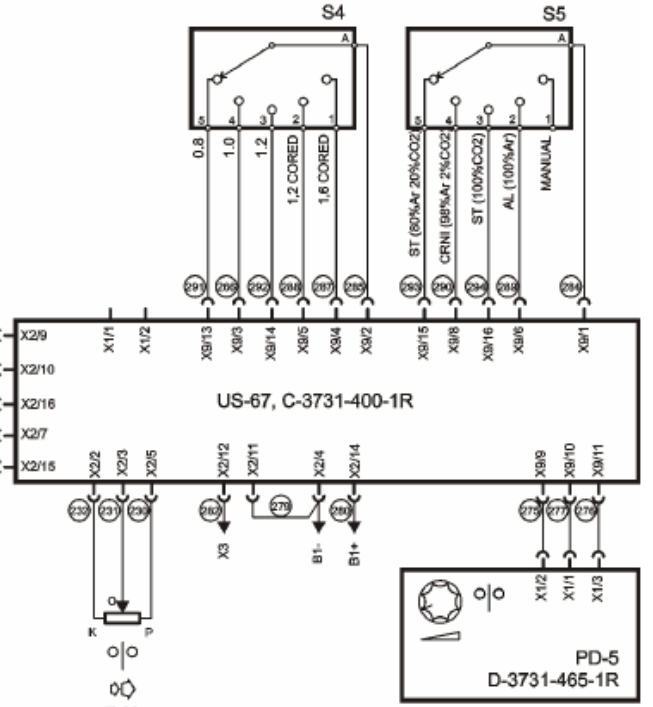 S4
S5
A
A
5 4 3 2 1
5 4 3 2 1
0.8
1.0
1.2
1,2 CORED
1,6 CORED
ST (80%Ar 20%CO2)
CRNI (98%Ar 2%CO2)
ST (100%CO2)
AL (100%Ar)
MANUAL
291 266 292 288 287 285
293 290 294 289 284
X1/1 X1/2 X9/13 X9/3 X9/14 X9/5 X9/4 X9/2
X9/15 X9/8 X9/16 X9/6 X9/1
X2/9
X2/10
X2/16
X2/7
X2/15
US-67, C-3731-400-1R
X2/2 X2/3 X2/5 X2/12 X2/11 X2/4 X2/14
X9/9 X9/10 X9/11
232 231 230 282 279 280
275 277 276
X3
B1-
B1+
X1/2 X1/1 X1/3
K
P
PD-5
D-3731-465-1R